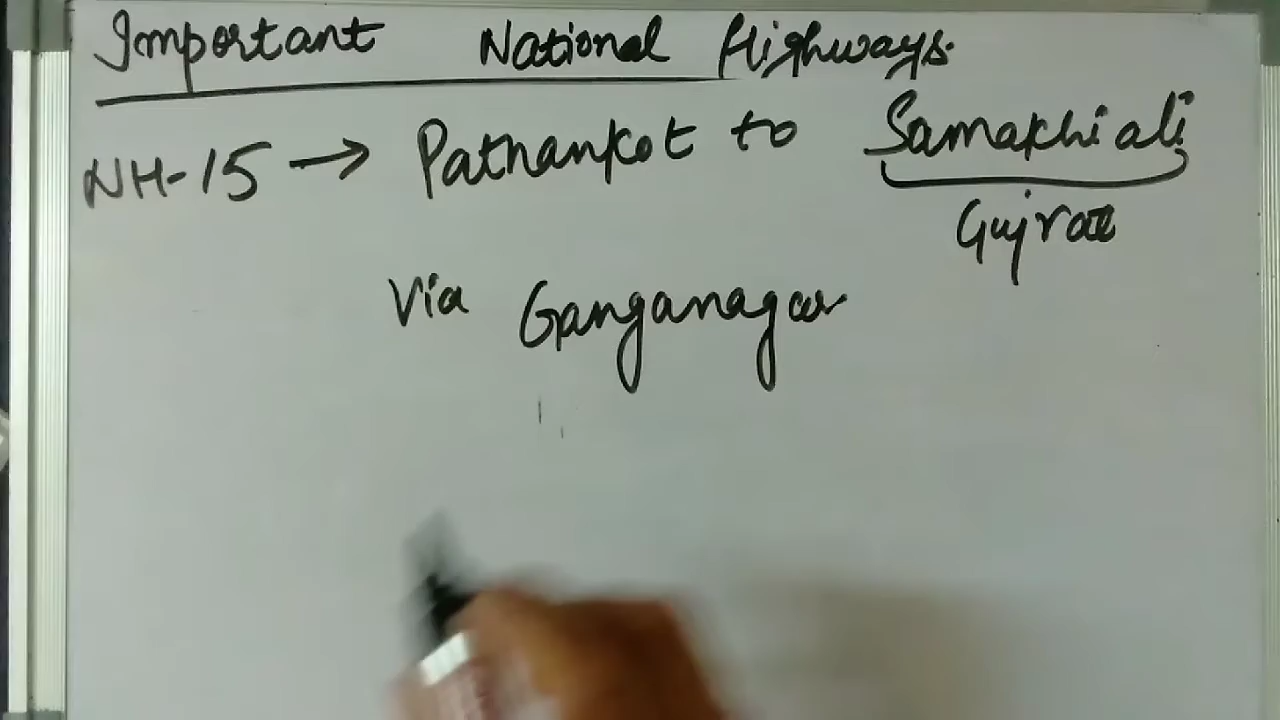 Important National Highways.
NH-15 → Pathankot to Samakhiali
Gujrat
Via Ganganagar